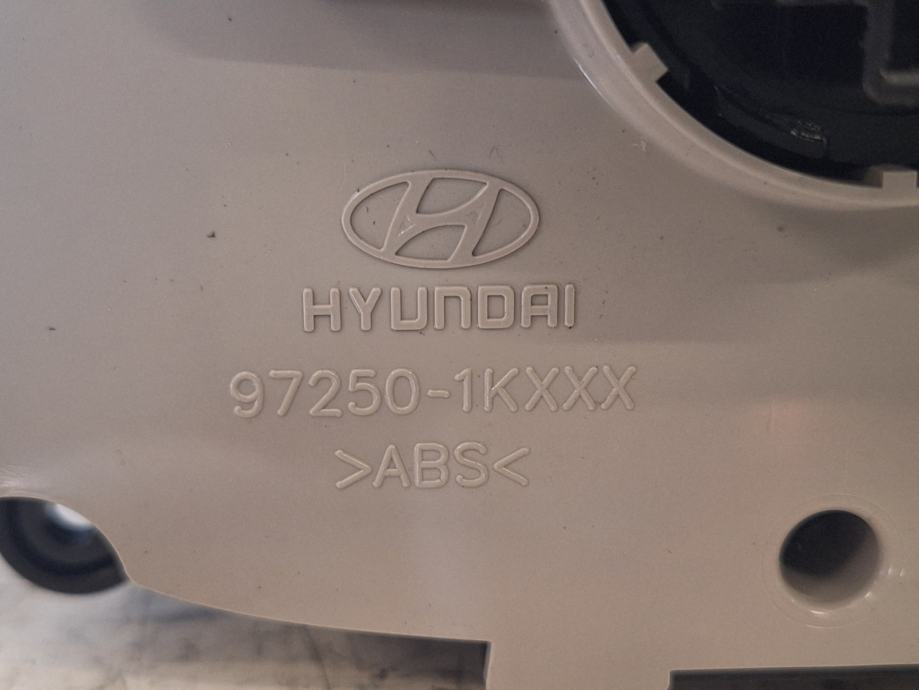 HYUNDAI
97250-1KXXX
>ABS<